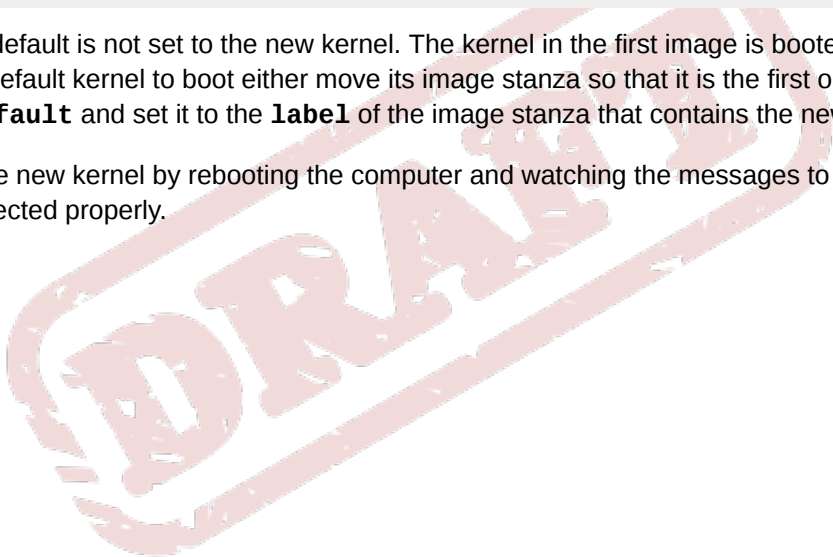 default is not set to the new kernel. The kernel in the first image is boote
efault kernel to boot either move its image stanza so that it is the first o
fault and set it to the label of the image stanza that contains the nev
e new kernel by rebooting the computer and watching the messages to
ected properly.
DRAFT